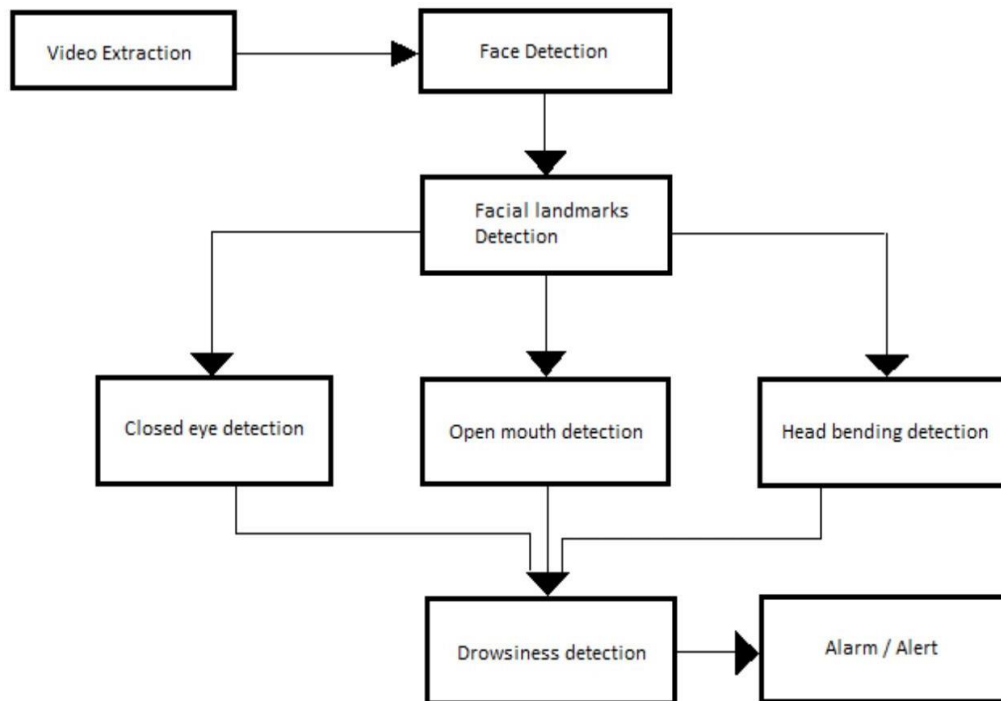 Video Extraction
Face Detection
Facial landmarks
Detection
Closed eye detection
Open mouth detection
Head bending detection
Drowsiness detection
Alarm / Alert